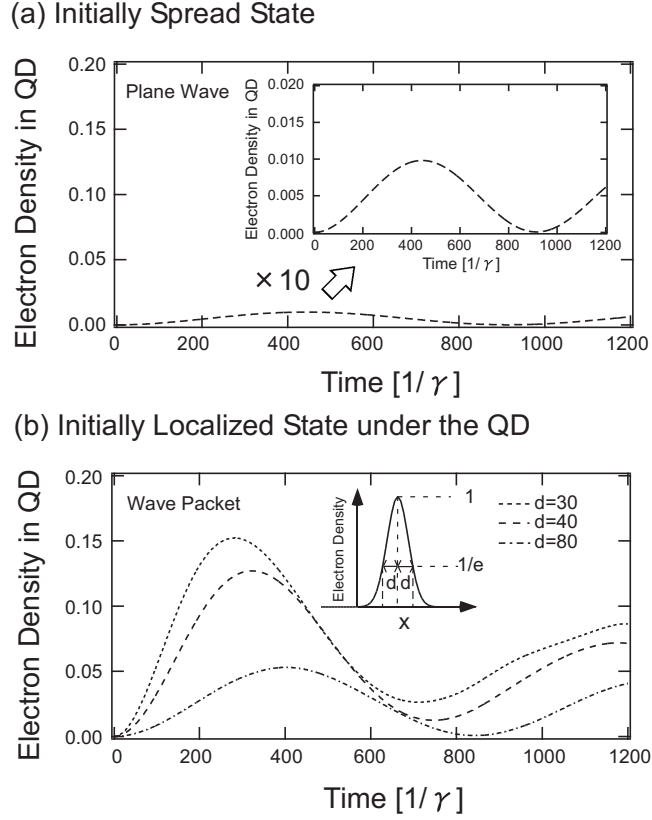 (a) Initially Spread State
Electron Density in QD
0.20
0.15
0.10
0.05
0.00
Plane Wave
Electron Density in QD
0.020
0.015
0.010
0.005
0.000
0 200 400 600 800 1000 1200
Time [1/γ]
× 10
0 200 400 600 800 1000 1200
Time [1/γ]
(b) Initially Localized State under the QD
Electron Density in QD
0.20
0.15
0.10
0.05
0.00
Wave Packet
Electron Density
1
1/e
d d
x
d=30
d=40
d=80
0 200 400 600 800 1000 1200
Time [1/γ]